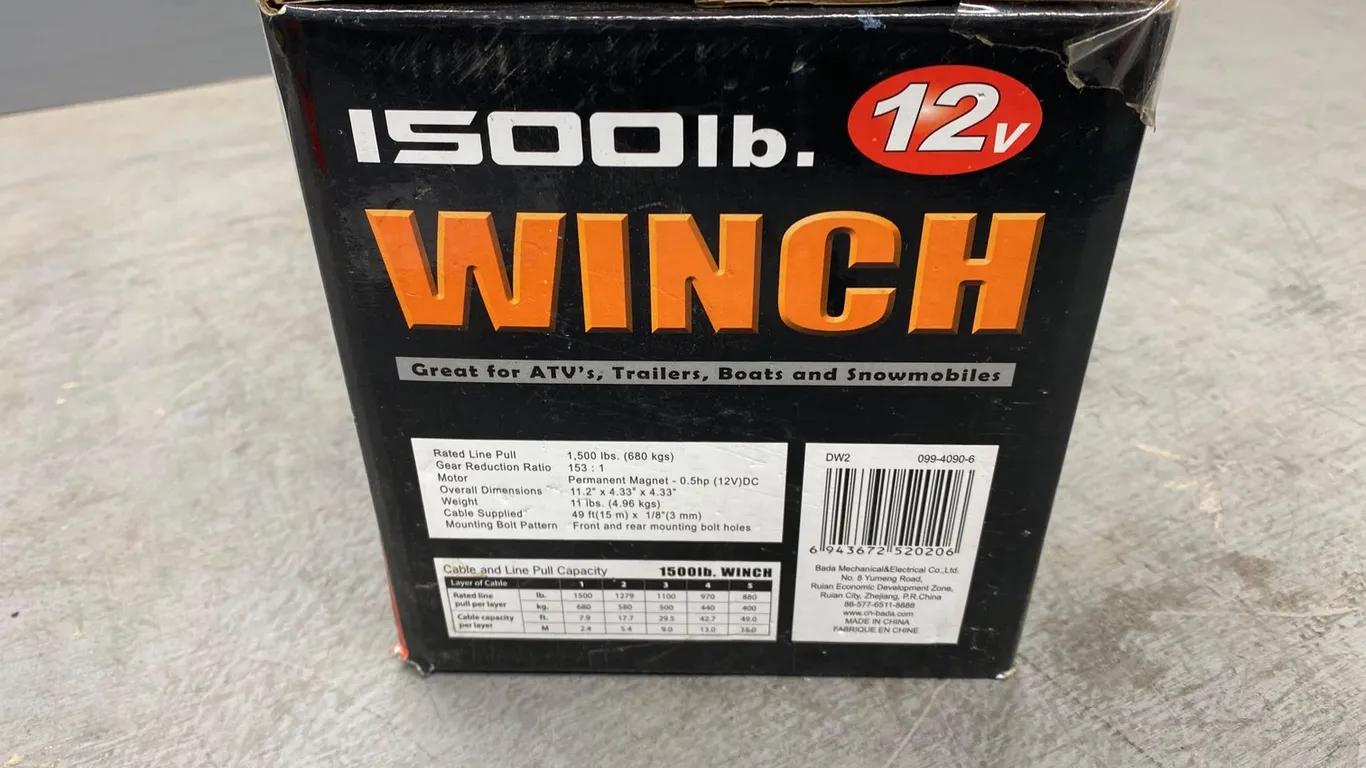 1500lb.
12V
WINCH
Great for ATV's, Trailers, Boats and Snowmobiles
Rated Line Pull 1,500 lbs. (680 kgs)
Gear Reduction Ratio 153 : 1
Motor Permanent Magnet - 0.5hp (12V)DC
Overall Dimensions 11.2" x 4.33" x 4.33"
Weight 11 lbs. (4.96 kgs)
Cable Supplied 49 ft(15 m) x 1/8"(3 mm)
Mounting Bolt Pattern Front and rear mounting bolt holes
Cable and Line Pull Capacity 1500lb. WINCH
Layer of Cable 1 2 3 4 5
Rated line pull per layer lb. 1500 1279 1100 970 880
kg. 680 580 500 440 400
Cable capacity per layer ft. 7.9 17.7 29.5 42.7 49.0
M 2.4 5.4 9.0 13.0 15.0
DW2 099-4090-6
6 943672 520206
Bada Mechanical&Electrical Co.,Ltd.
No. 8 Yumeng Road,
Ruian Economic Development Zone,
Ruian City, Zhejiang, P.R.China
86-577-6511-8888
www.cn-bada.com
MADE IN CHINA
FABRIQUE EN CHINE